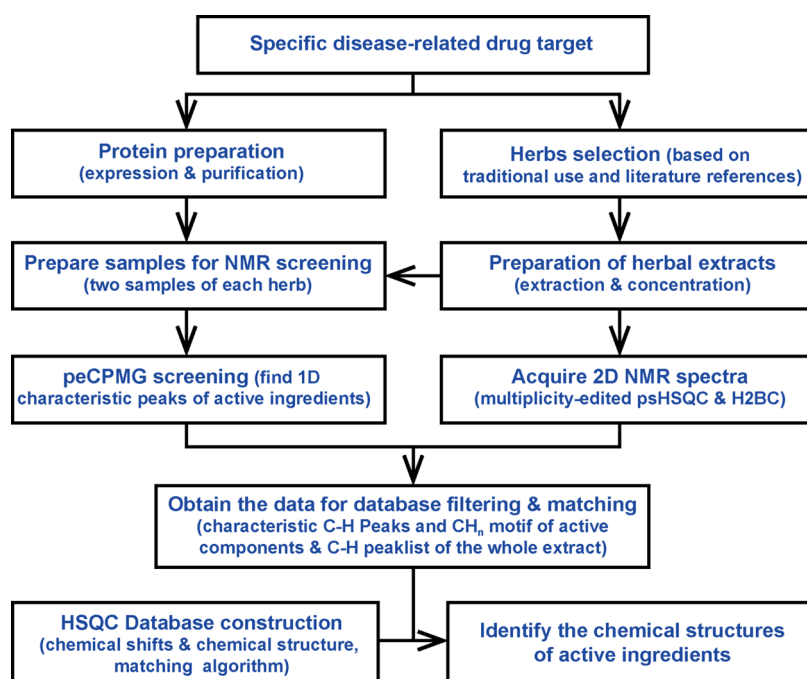 Specific disease-related drug target
Protein preparation
(expression & purification)
Herbs selection (based on
traditional use and literature references)
Prepare samples for NMR screening
(two samples of each herb)
Preparation of herbal extracts
(extraction & concentration)
peCPMG screening (find 1D
characteristic peaks of active ingredients)
Acquire 2D NMR spectra
(multiplicity-edited psHSQC & H2BC)
Obtain the data for database filtering & matching
(characteristic C-H Peaks and CHₙ motif of active
components & C-H peaklist of the whole extract)
HSQC Database construction
(chemical shifts & chemical structure,
matching algorithm)
Identify the chemical structures
of active ingredients